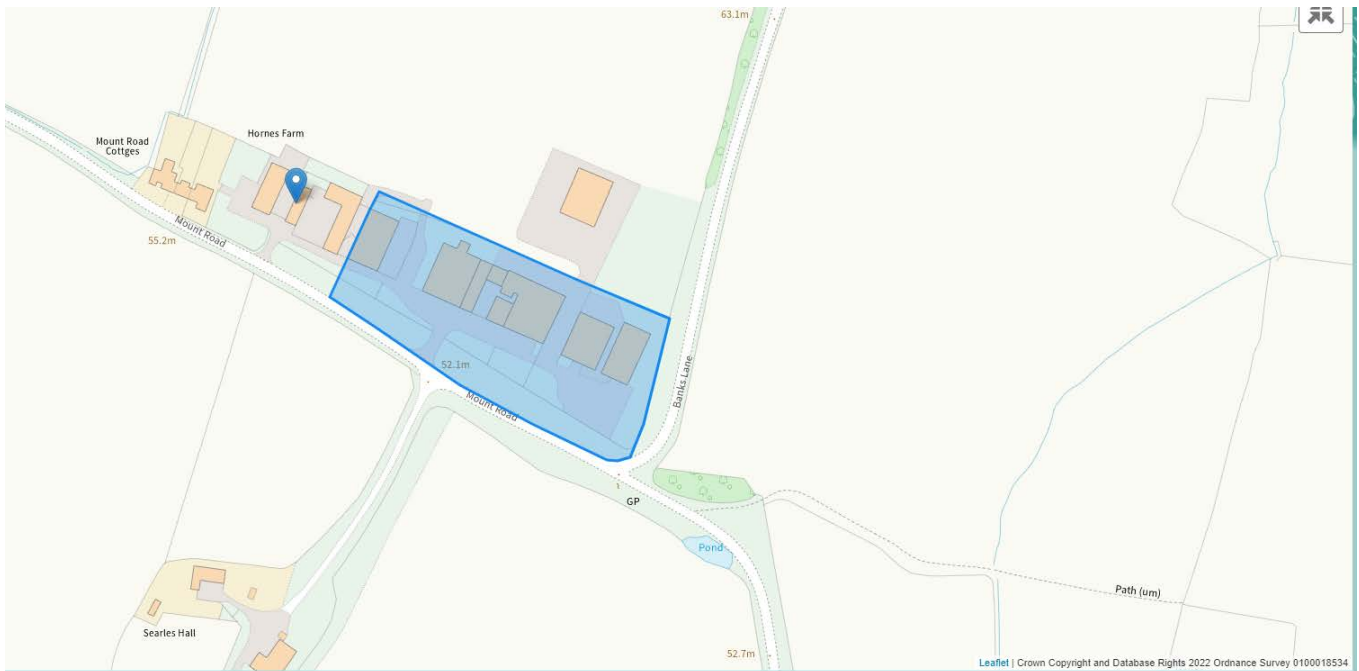 63.1m
Hornes Farm
Mount Road
Cottges
Mount Road
55.2m
52.1m
Banks Lane
Mount Road
GP
Pond
Path (um)
Searles Hall
52.7m
Leaflet | Crown Copyright and Database Rights 2022 Ordnance Survey 0100018534